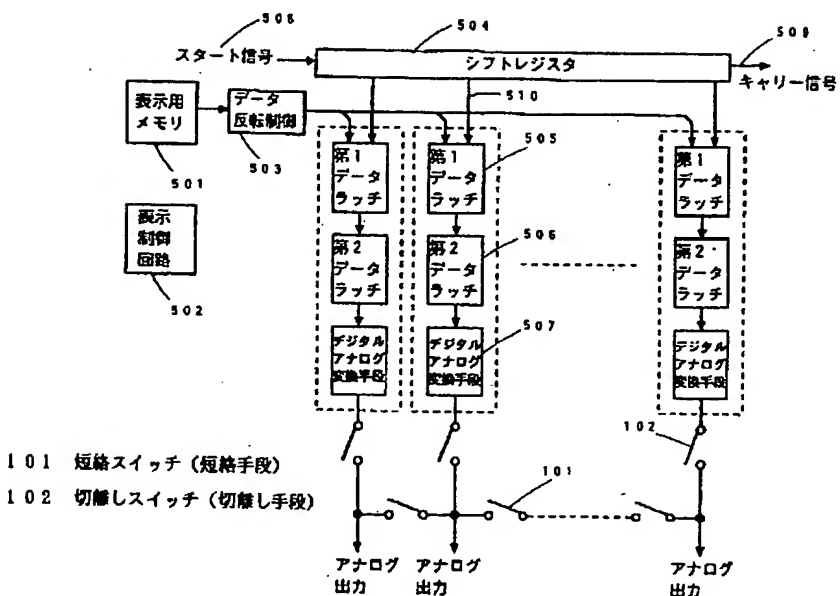 508
504
509
スタート信号
シフトレジスタ
キャリー信号
510
表示用
メモリ
データ
反転制御
501
503
505
第1
データ
ラッチ
第1
データ
ラッチ
第1
データ
ラッチ
表示
制御
回路
502
506
第2
データ
ラッチ
第2
データ
ラッチ
第2
データ
ラッチ
507
デジタル
アナログ
変換手段
デジタル
アナログ
変換手段
デジタル
アナログ
変換手段
102
101 短絡スイッチ(短絡手段)
102 切離しスイッチ(切離し手段)
101
アナログ
出力
アナログ
出力
アナログ
出力